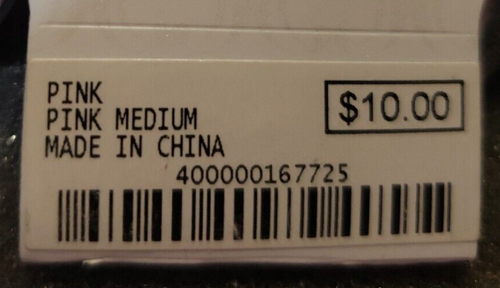 PINK
PINK MEDIUM
MADE IN CHINA
$10.00
400000167725